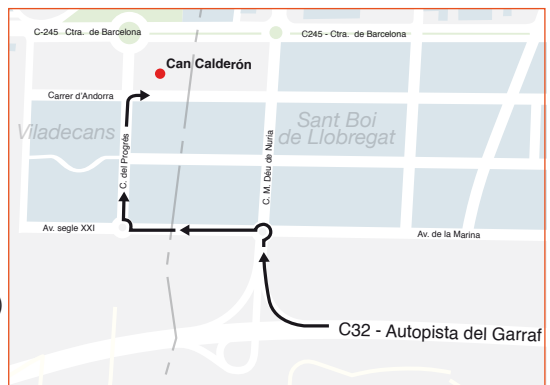 C-245 Ctra. de Barcelona
C245 - Ctra. de Barcelona
Can Calderón
Carrer d'Andorra
Viladecans
Sant Boi
de Llobregat
C. del Progrés
C. M. Déu de Nuria
Av. segle XXI
Av. de la Marina
C32 - Autopista del Garraf